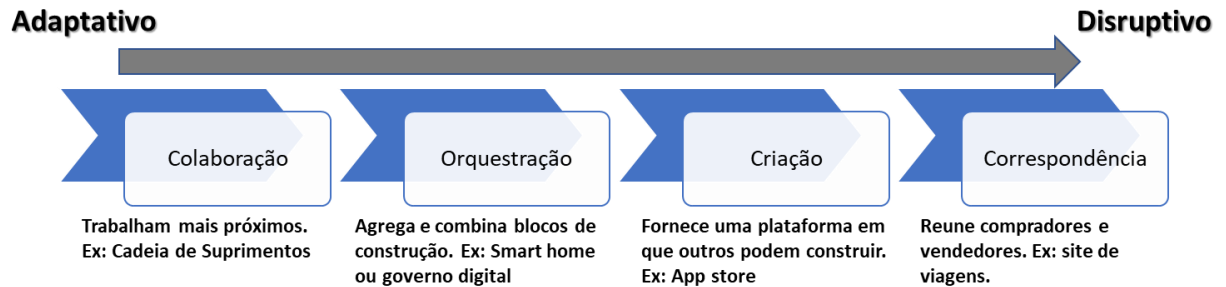 Adaptativo
Disruptivo
Colaboração
Orquestração
Criação
Correspondência
Trabalham mais próximos.
Ex: Cadeia de Suprimentos
Agrega e combina blocos de
construção. Ex: Smart home
ou governo digital
Fornece uma plataforma em
que outros podem construir.
Ex: App store
Reune compradores e
vendedores. Ex: site de
viagens.